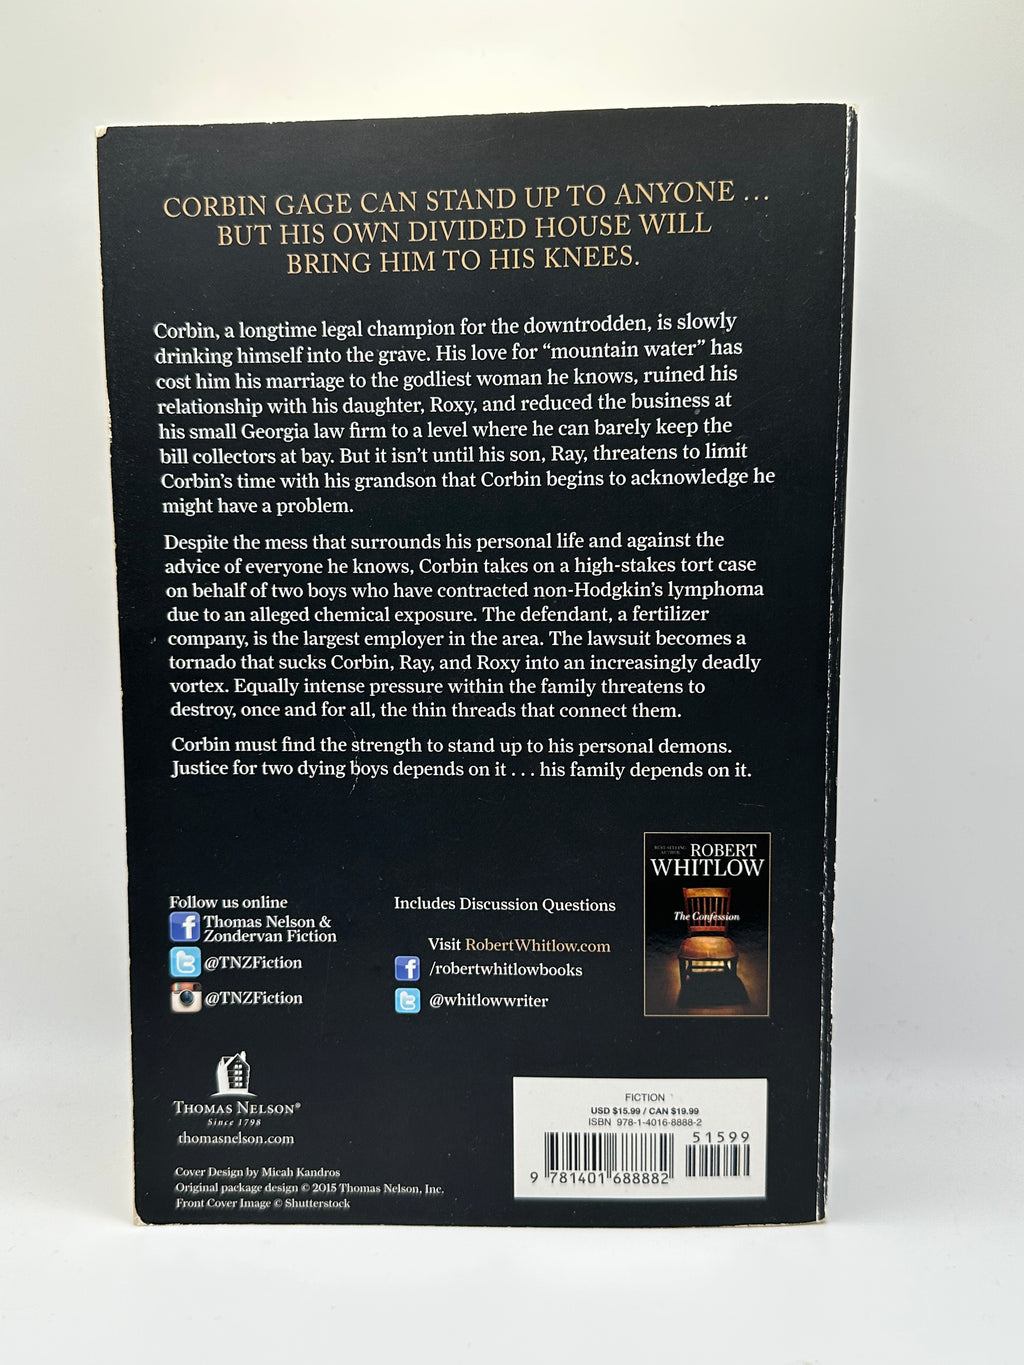 CORBIN GAGE CAN STAND UP TO ANYONE ...
BUT HIS OWN DIVIDED HOUSE WILL
BRING HIM TO HIS KNEES.
Corbin, a longtime legal champion for the downtrodden, is slowly
drinking himself into the grave. His love for “mountain water” has
cost him his marriage to the godliest woman he knows, ruined his
relationship with his daughter, Roxy, and reduced the business at
his small Georgia law firm to a level where he can barely keep the
bill collectors at bay. But it isn’t until his son, Ray, threatens to limit
Corbin’s time with his grandson that Corbin begins to acknowledge he
might have a problem.
Despite the mess that surrounds his personal life and against the
advice of everyone he knows, Corbin takes on a high-stakes tort case
on behalf of two boys who have contracted non-Hodgkin’s lymphoma
due to an alleged chemical exposure. The defendant, a fertilizer
company, is the largest employer in the area. The lawsuit becomes a
tornado that sucks Corbin, Ray, and Roxy into an increasingly deadly
vortex. Equally intense pressure within the family threatens to
destroy, once and for all, the thin threads that connect them.
Corbin must find the strength to stand up to his personal demons.
Justice for two dying boys depends on it . . . his family depends on it.
Follow us online
Thomas Nelson &
Zondervan Fiction
@TNZFiction
@TNZFiction
Includes Discussion Questions
Visit RobertWhitlow.com
/robertwhitlowbooks
@whitlowwriter
BEST-SELLING
AUTHOR
ROBERT
WHITLOW
The Confession
THOMAS NELSON®
Since 1798
thomasnelson.com
Cover Design by Micah Kandros
Original package design © 2015 Thomas Nelson, Inc.
Front Cover Image © Shutterstock
FICTION
USD $15.99 / CAN $19.99
ISBN 978-1-4016-8888-2
51599
9 781401 688882